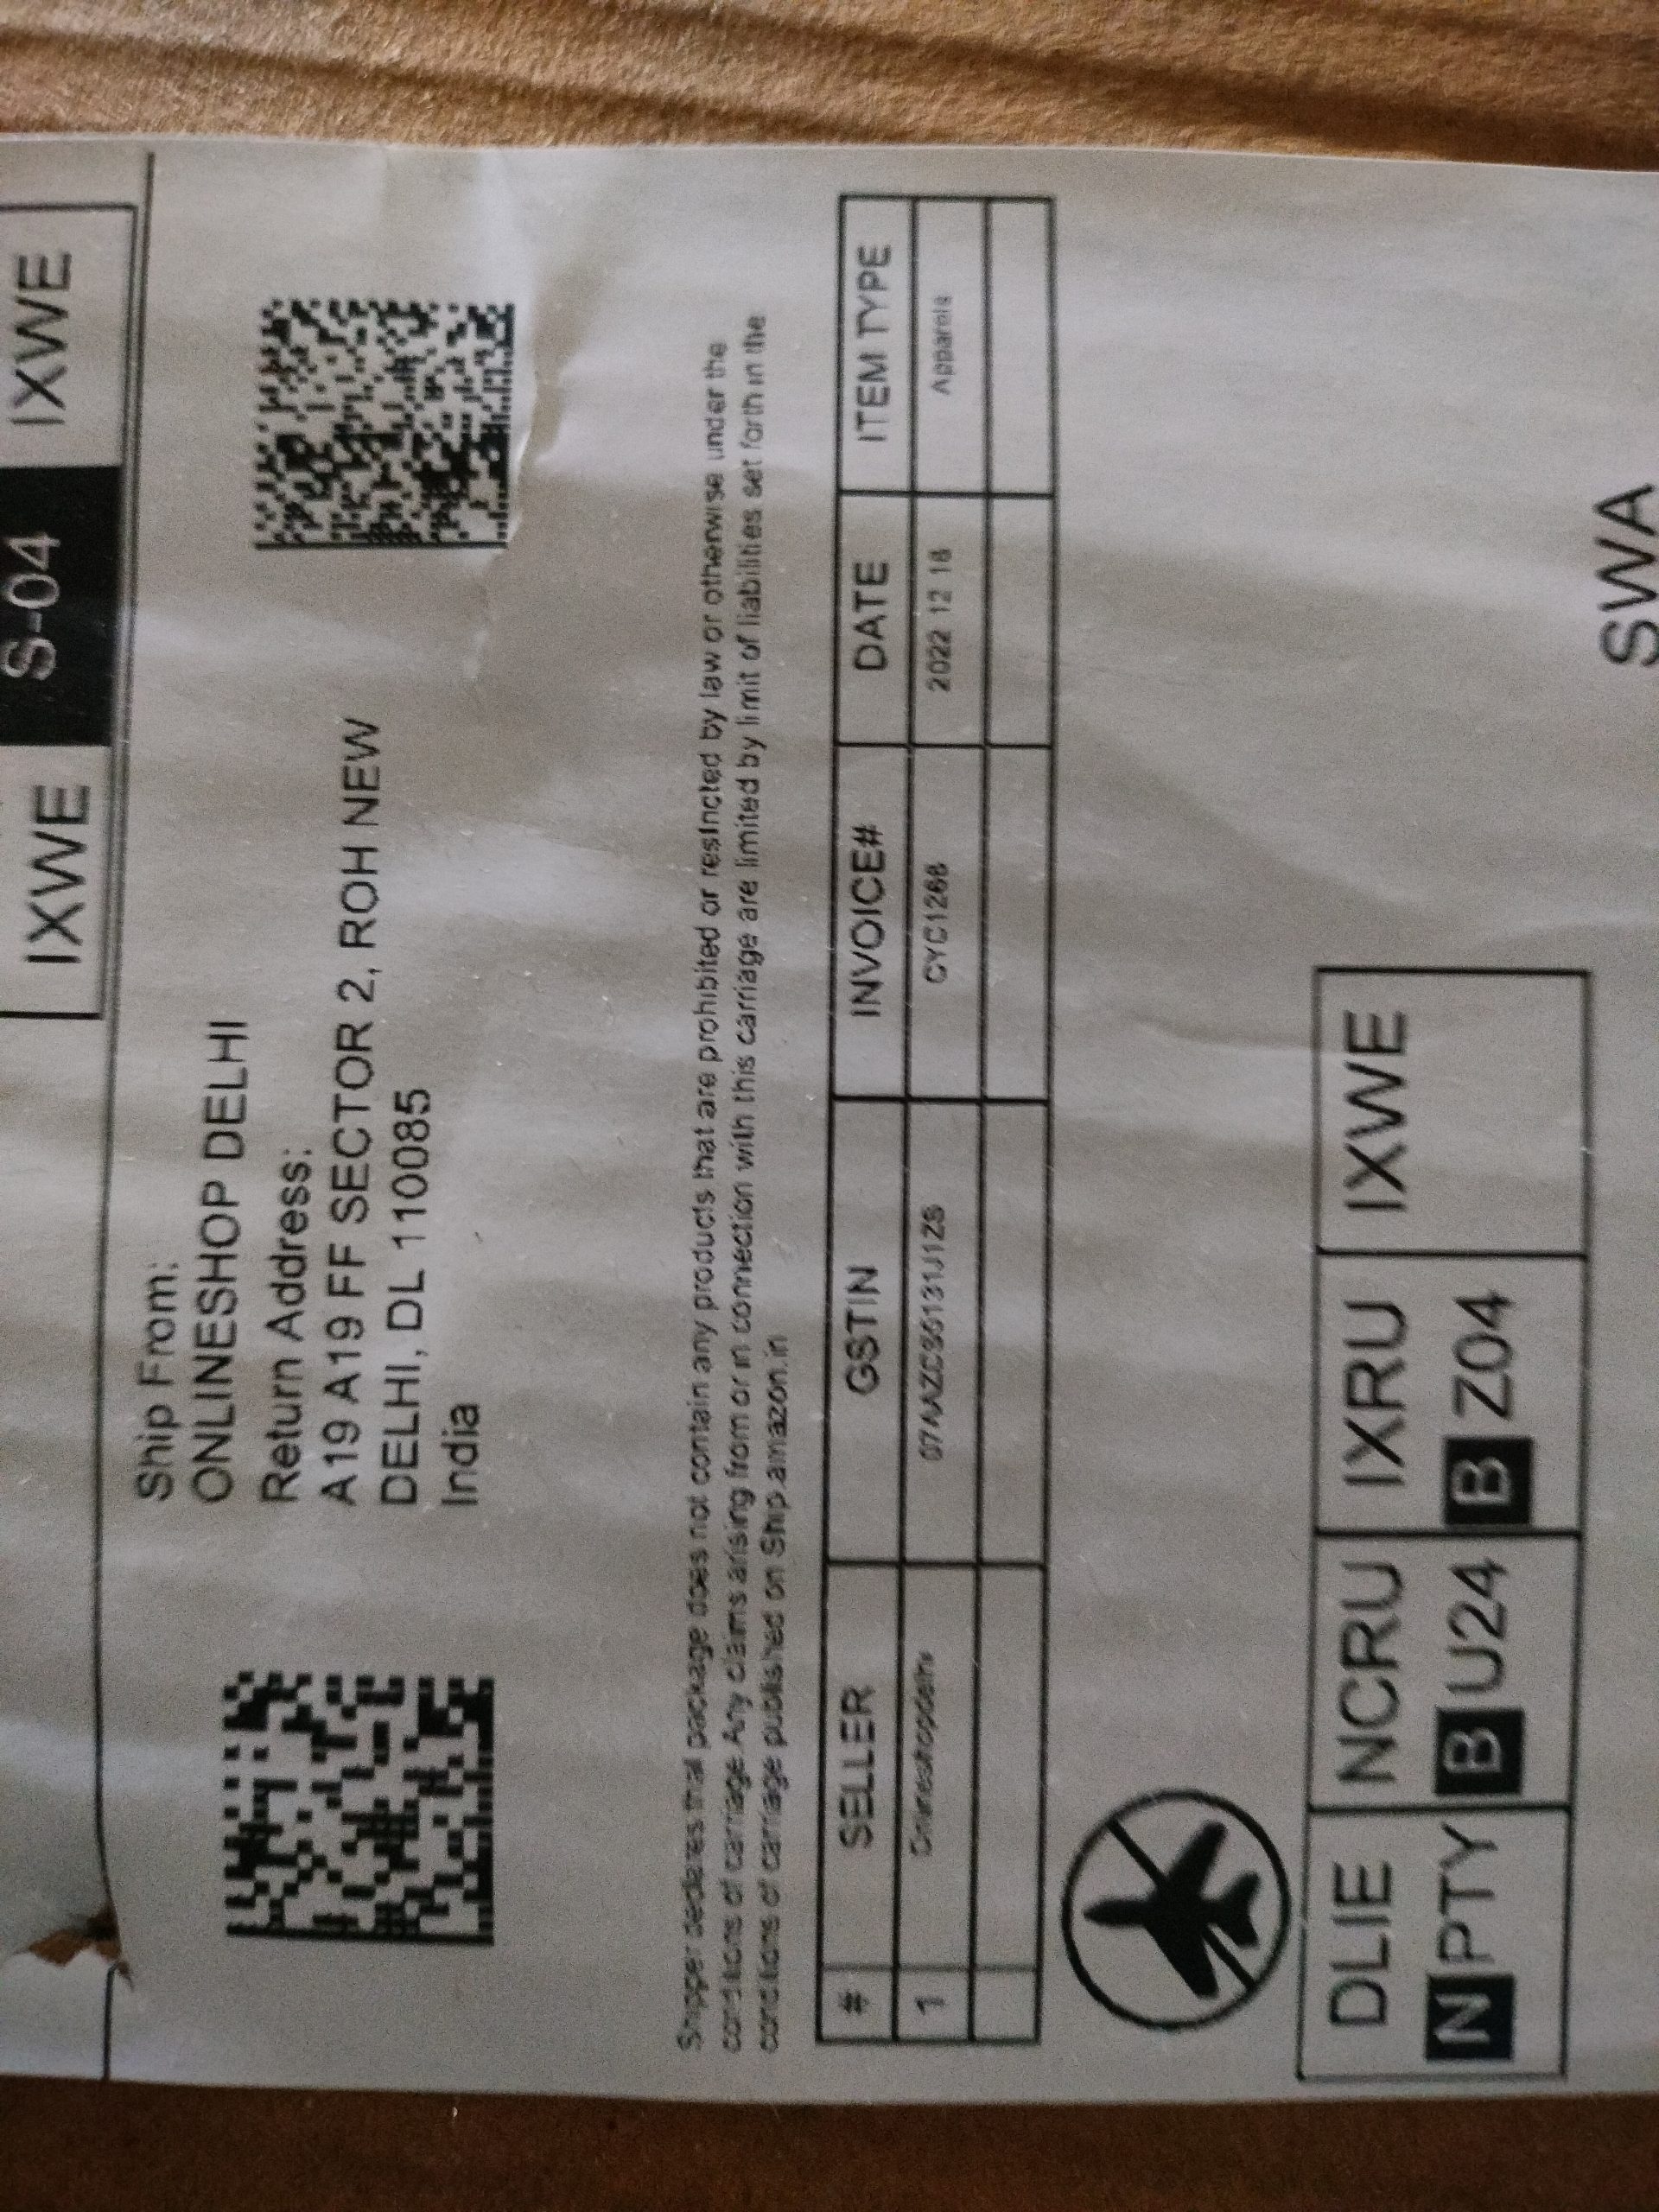 IXWE S-04 IXWE
Ship From:
ONLINESHOP DELHI
Return Address:
A19 A19 FF SECTOR 2, ROH NEW
DELHI, DL 110085
India
Shipper declares that package does not contain any products that are prohibited or restricted by law or otherwise under the
conditions of carriage. Any claims arising from or in connection with this carriage are limited by limit of liabilities set forth in the
conditions of carriage published on Ship.amazon.in
# SELLER GSTIN INVOICE# DATE ITEM TYPE
1 Onlineshopdelhi CYC1268 2022 12 18 Apparels
DLIE NCRU IXRU IXWE
N PTY B U24 B Z04
SWA